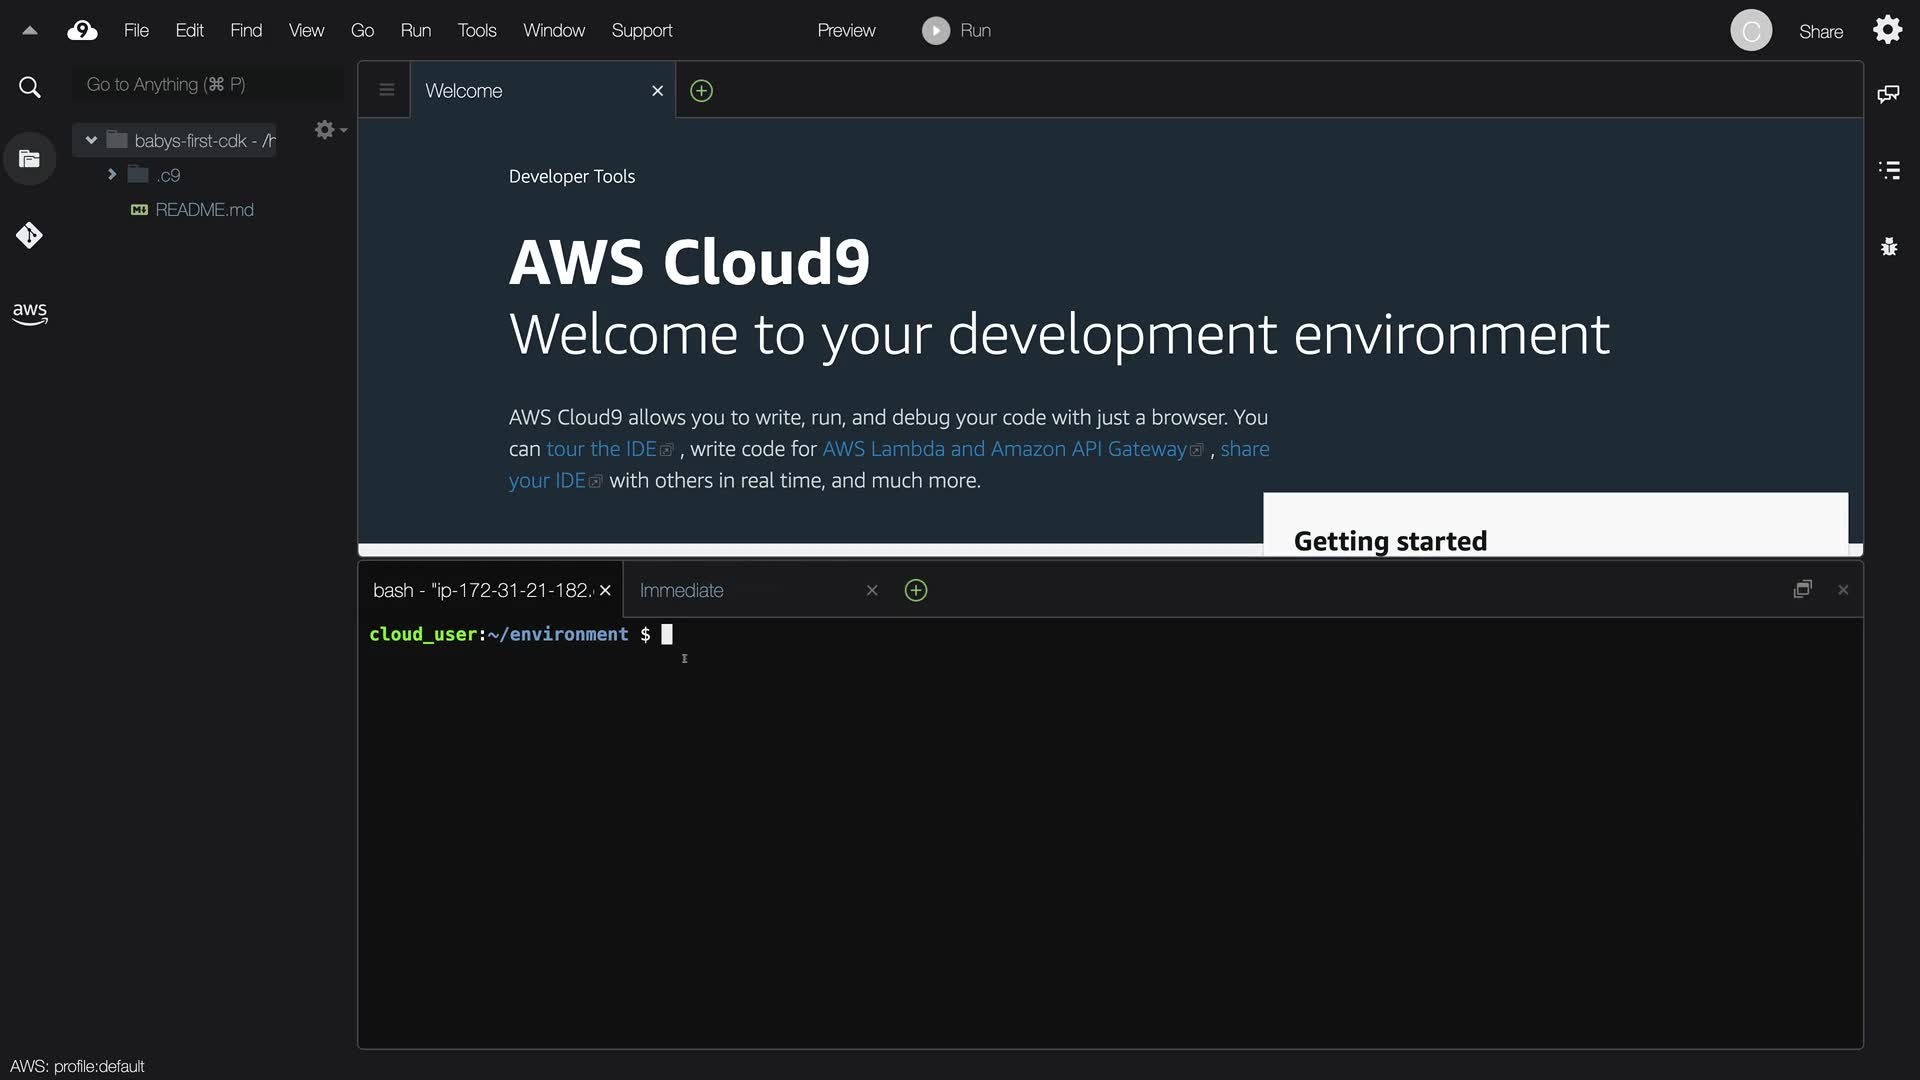 9 File Edit Find View Go Run Tools Window Support Preview Run C Share
Go to Anything (⌘ P)
Welcome
babys-first-cdk - /h
.c9
README.md
aws
Developer Tools
AWS Cloud9
Welcome to your development environment
AWS Cloud9 allows you to write, run, and debug your code with just a browser. You
can tour the IDE , write code for AWS Lambda and Amazon API Gateway , share
your IDE with others in real time, and much more.
Getting started
bash - "ip-172-31-21-182. Immediate
cloud_user:~/environment $
AWS: profile:default